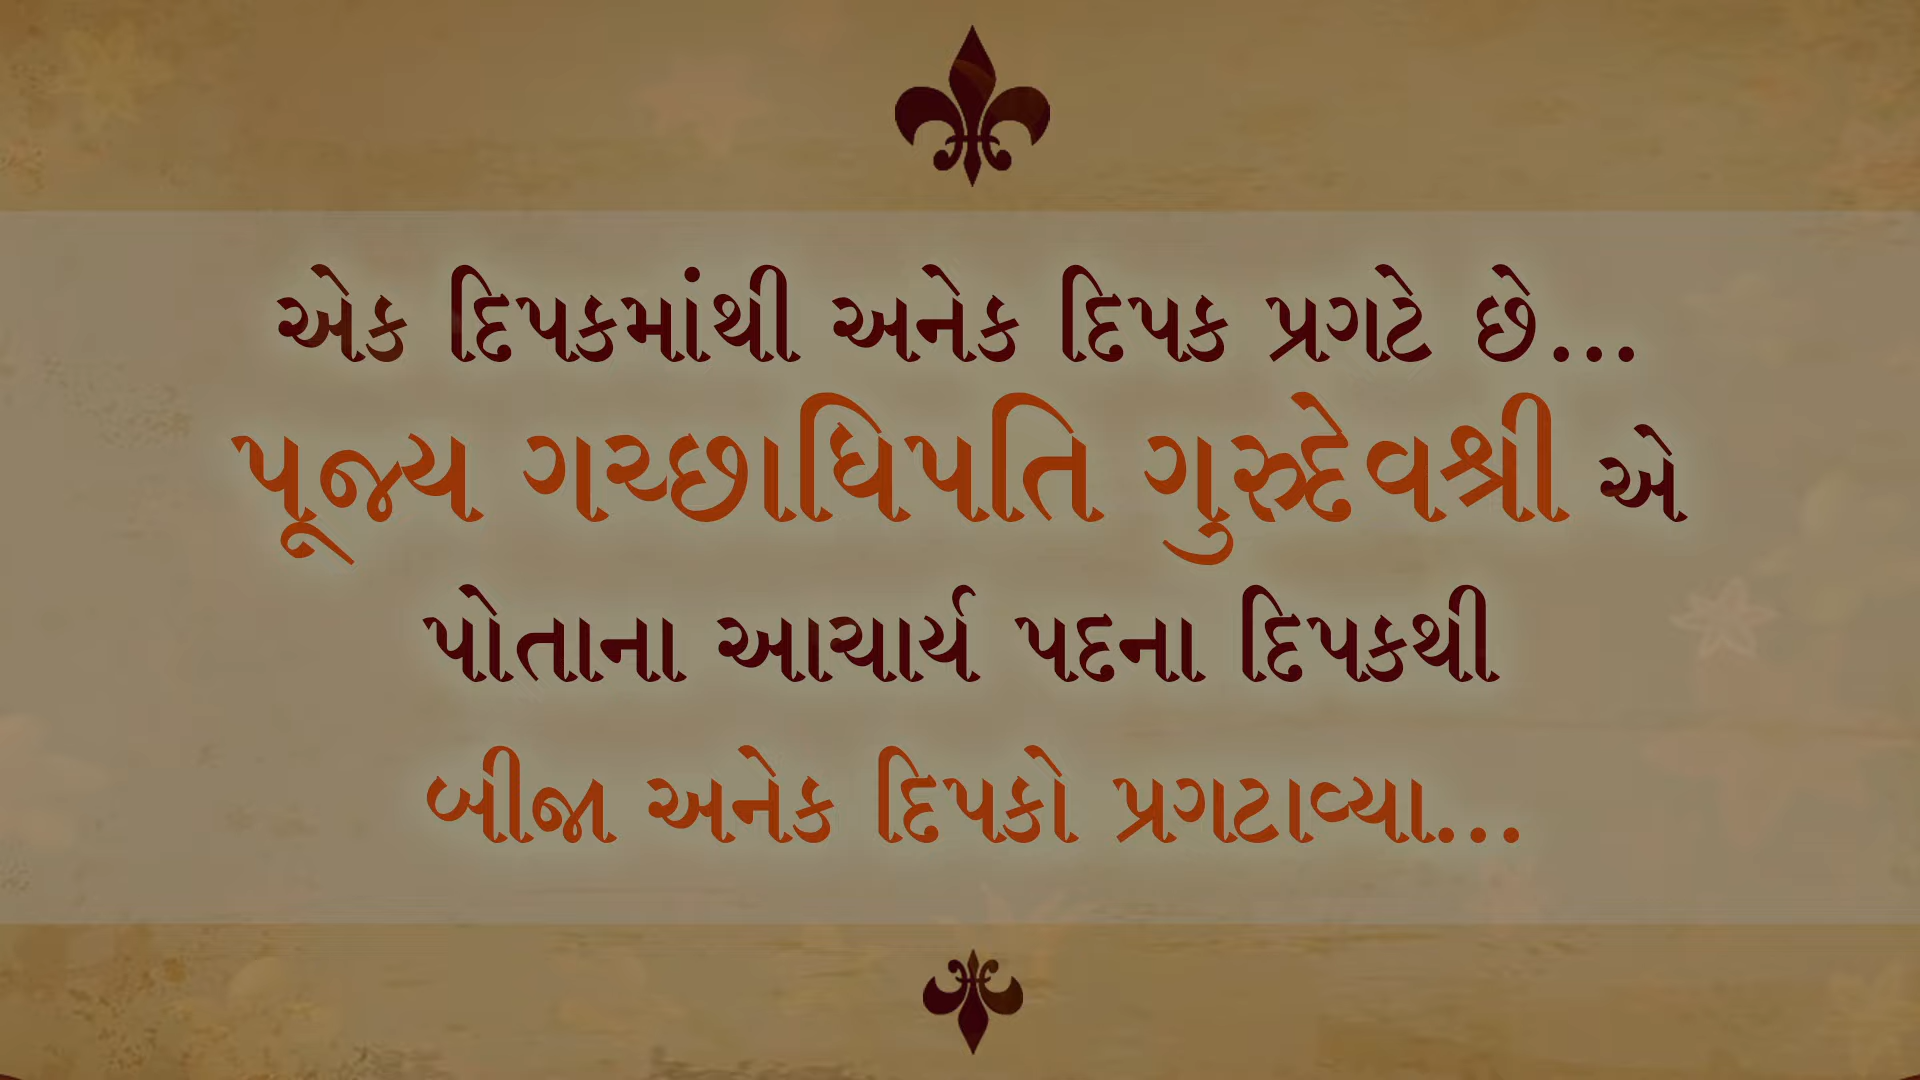 એક દિપકમાંથી અનેક દિપક પ્રગટે છે...
પૂજ્ય ગચ્છાધિપતિ ગુરુદેવશ્રી એ
પોતાના આચાર્ય પદના દિપકથી
બીજા અનેક દિપકો પ્રગટાવ્યા...